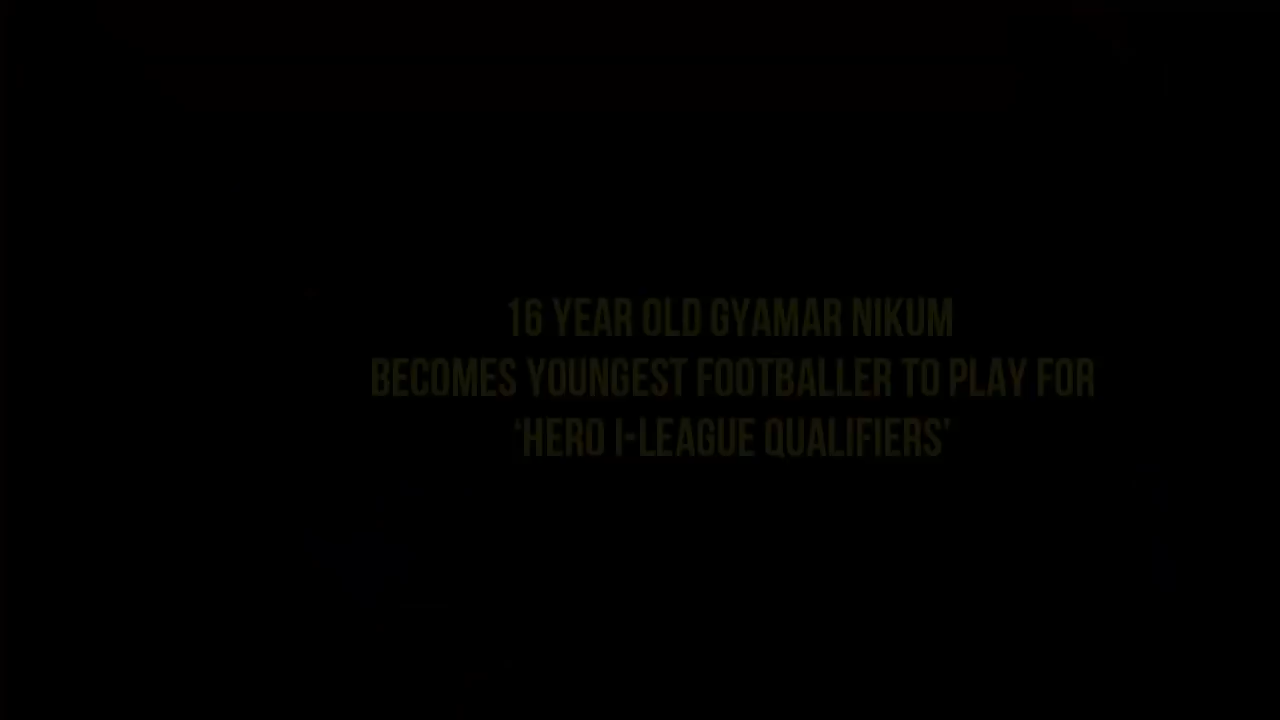 16 YEAR OLD GYAMAR NIKUM
BECOMES YOUNGEST FOOTBALLER TO PLAY FOR
‘HERO I-LEAGUE QUALIFIERS’